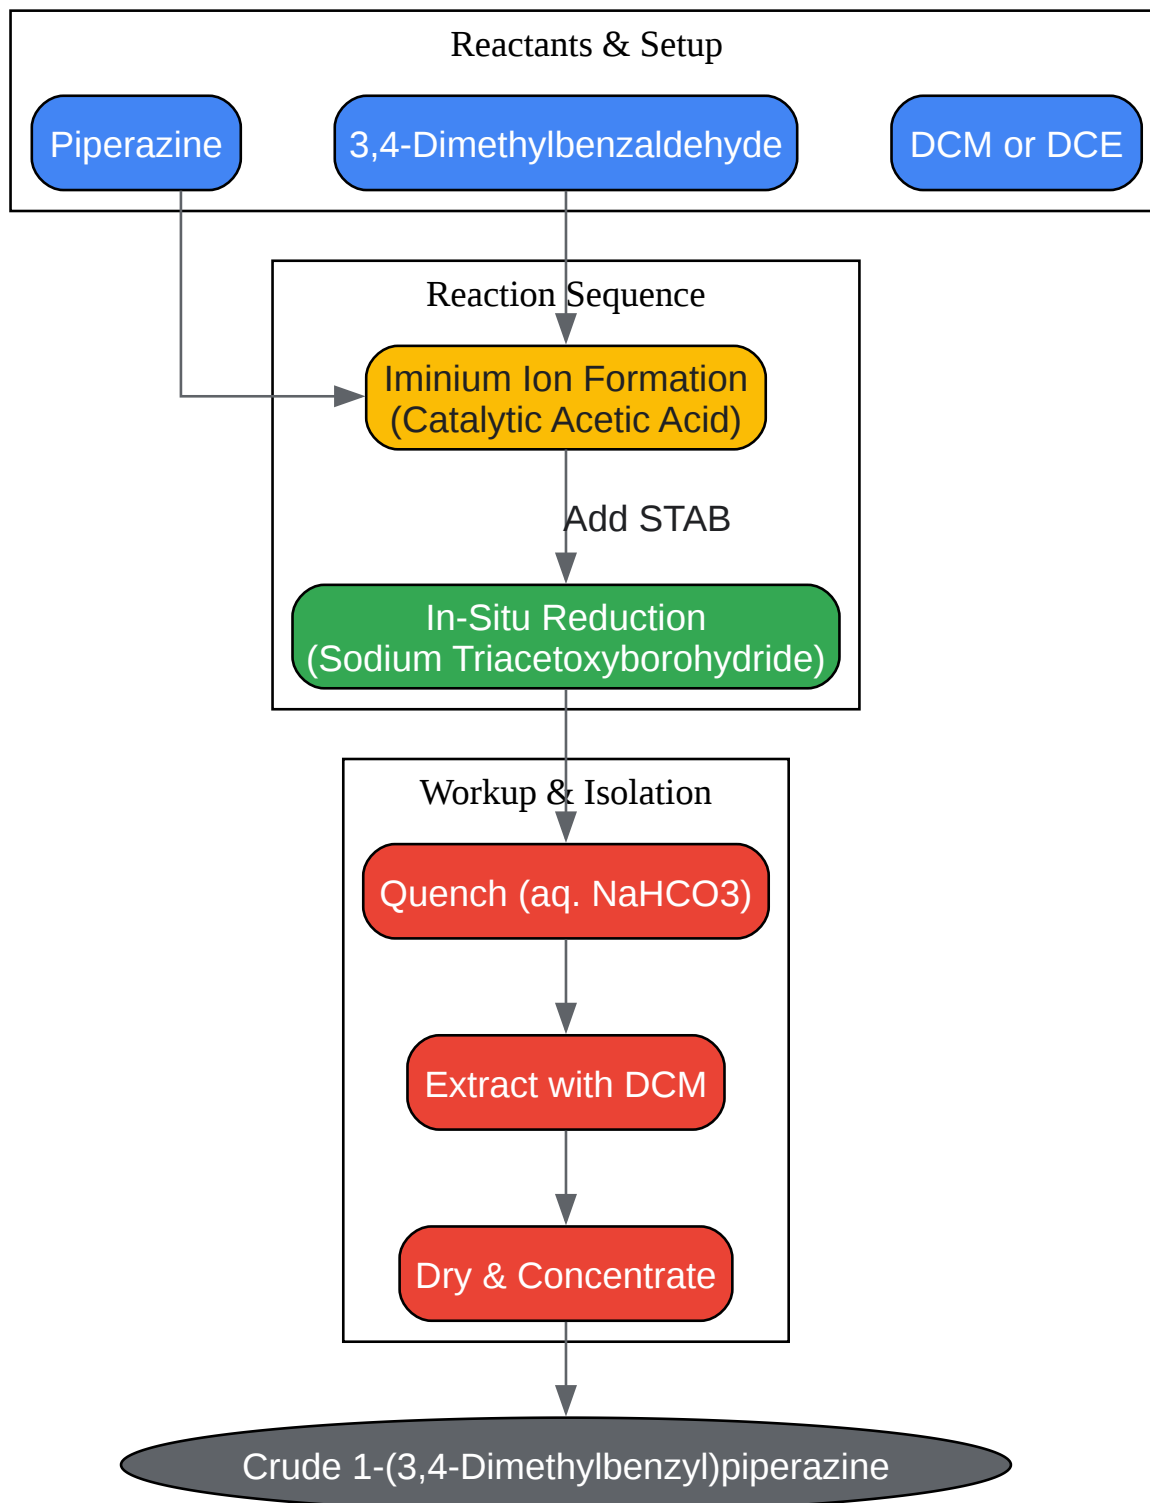 Reactants & Setup
Piperazine
3,4-Dimethylbenzaldehyde
DCM or DCE
Reaction Sequence
Iminium Ion Formation
(Catalytic Acetic Acid)
Add STAB
In-Situ Reduction
(Sodium Triacetoxyborohydride)
Workup & Isolation
Quench (aq. NaHCO3)
Extract with DCM
Dry & Concentrate
Crude 1-(3,4-Dimethylbenzyl)piperazine